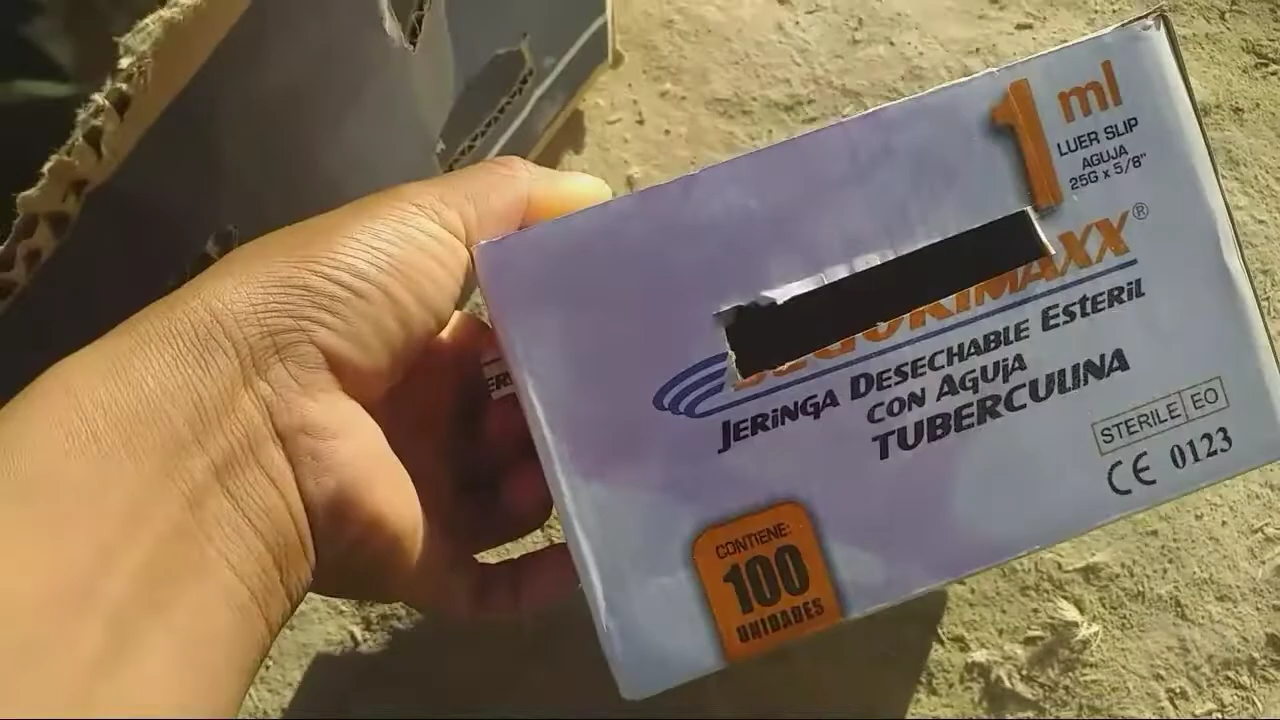 1 ml
LUER SLIP
AGUJA
25G x 5/8"
JERINGA DESECHABLE ESTERIL
CON AGUJA
TUBERCULINA
STERILE EO
CE 0123
CONTIENE:
100
UNIDADES